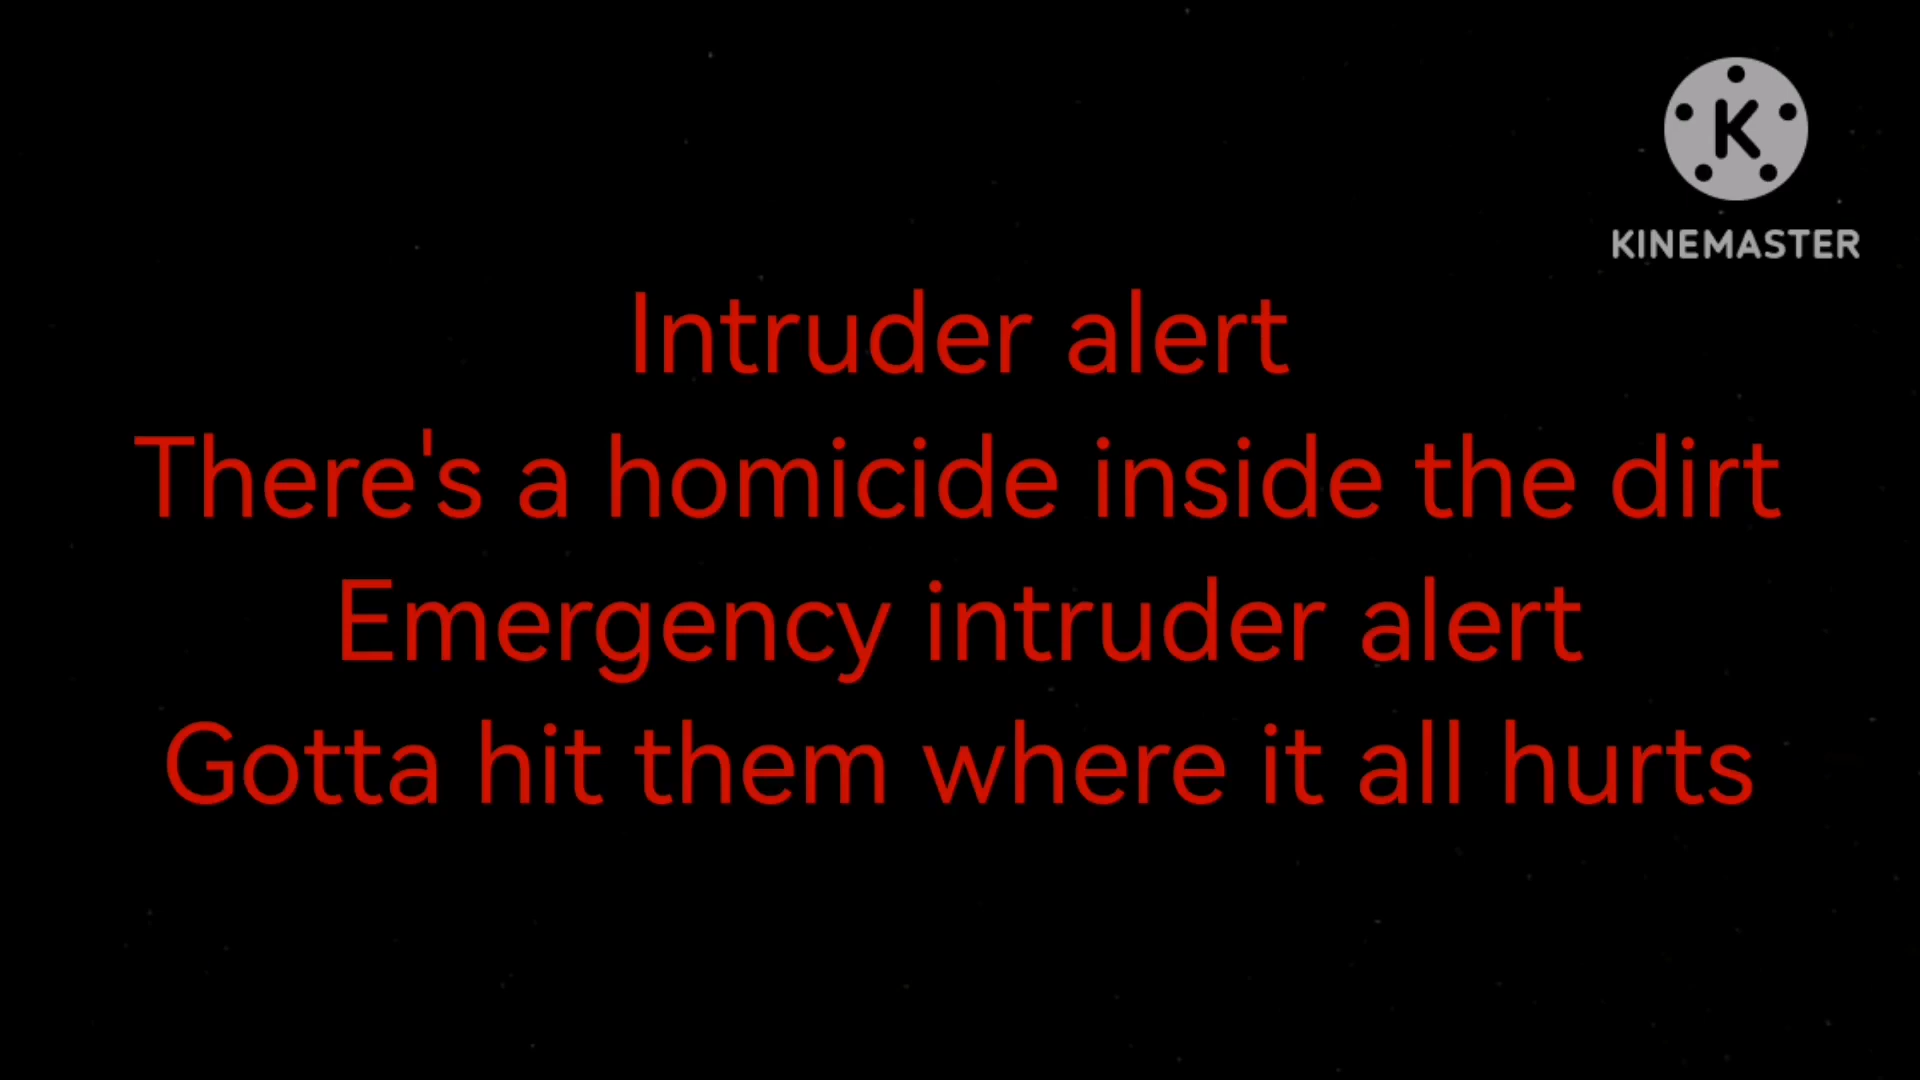 KINEMASTER
Intruder alert
There's a homicide inside the dirt
Emergency intruder alert
Gotta hit them where it all hurts